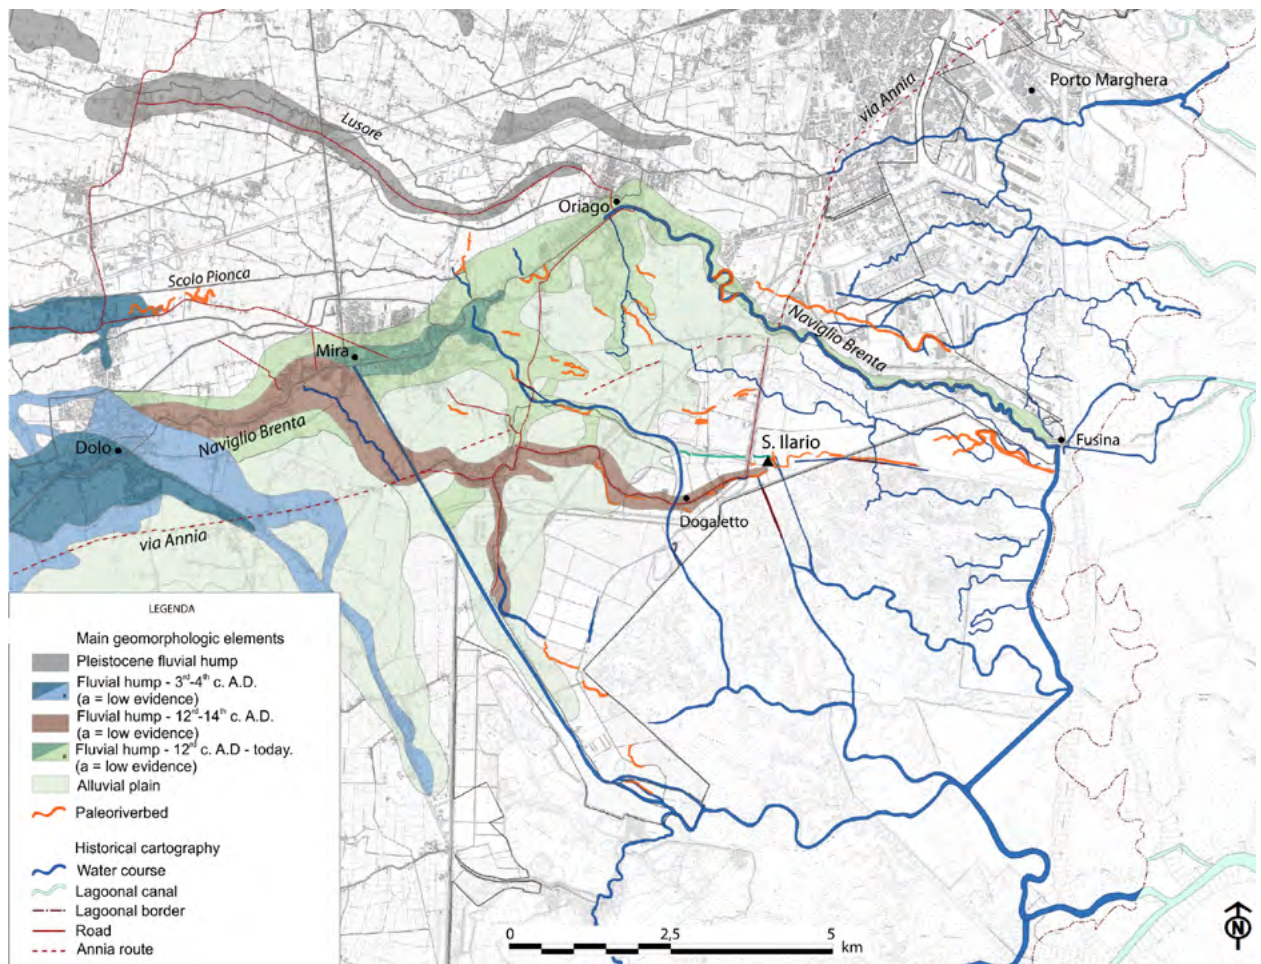 Porto Marghera
via Annia
Lusore
Oriago
Scolo Pionca
Naviglio Brenta
Mira
Naviglio Brenta
S. Ilario
Fusina
Dolo
Dogaletto
via Annia
LEGENDA
Main geomorphologic elements
Pleistocene fluvial hump
Fluvial hump - 3rd-4th c. A.D.
(a = low evidence)
Fluvial hump - 12rd-14th c. A.D.
(a = low evidence)
Fluvial hump - 12rd c. A.D - today.
(a = low evidence)
Alluvial plain
Paleoriverbed
Historical cartography
Water course
Lagoonal canal
Lagoonal border
Road
Annia route
0 2,5 5
km
N